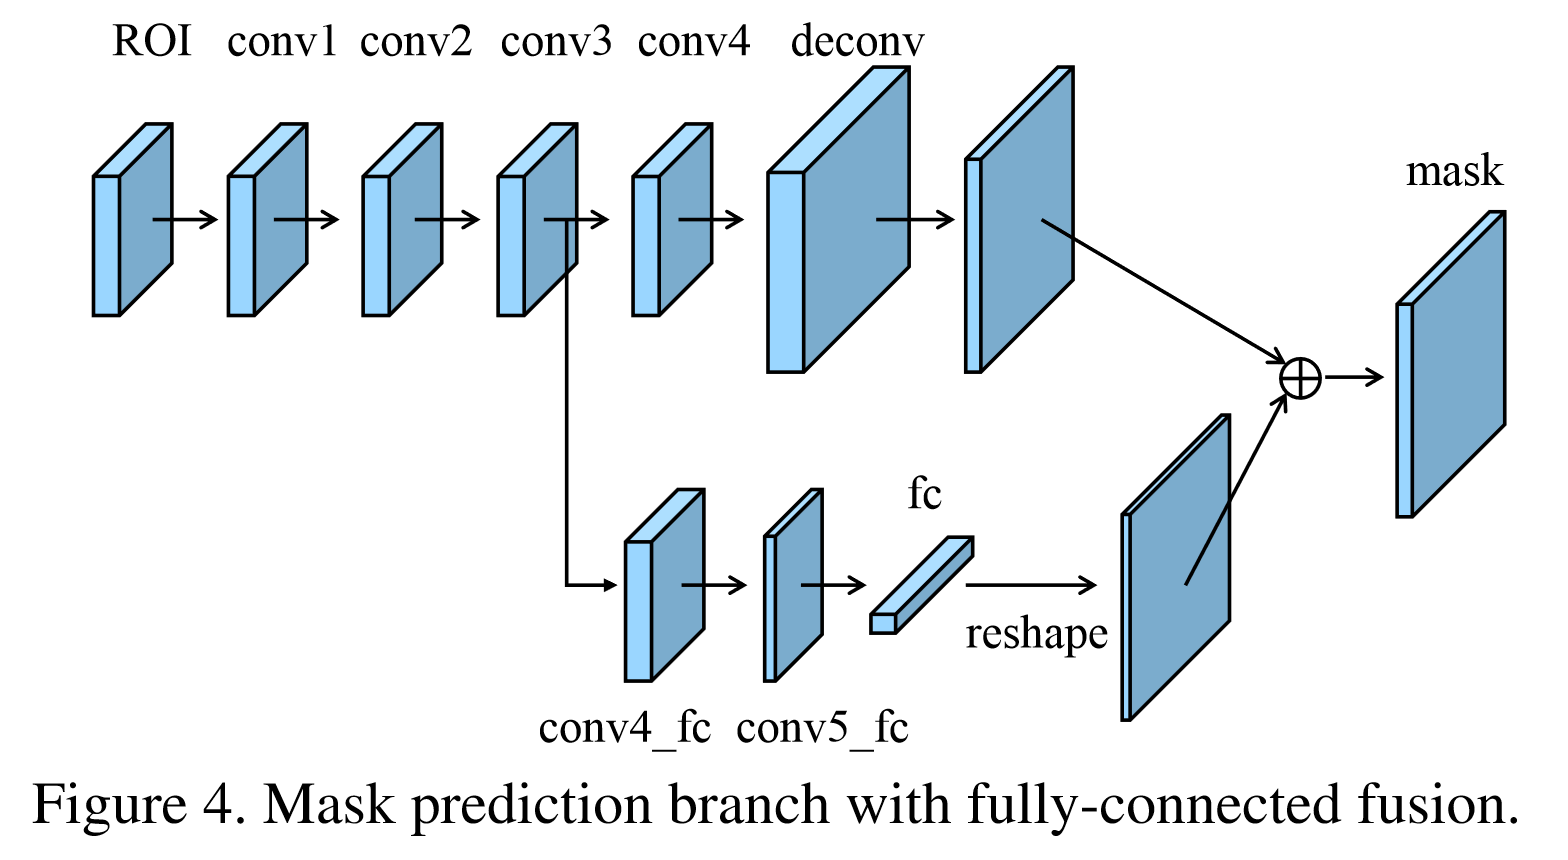 ROI conv1 conv2 conv3 conv4 deconv
mask
fc
reshape
conv4_fc conv5_fc
Figure 4. Mask prediction branch with fully-connected fusion.